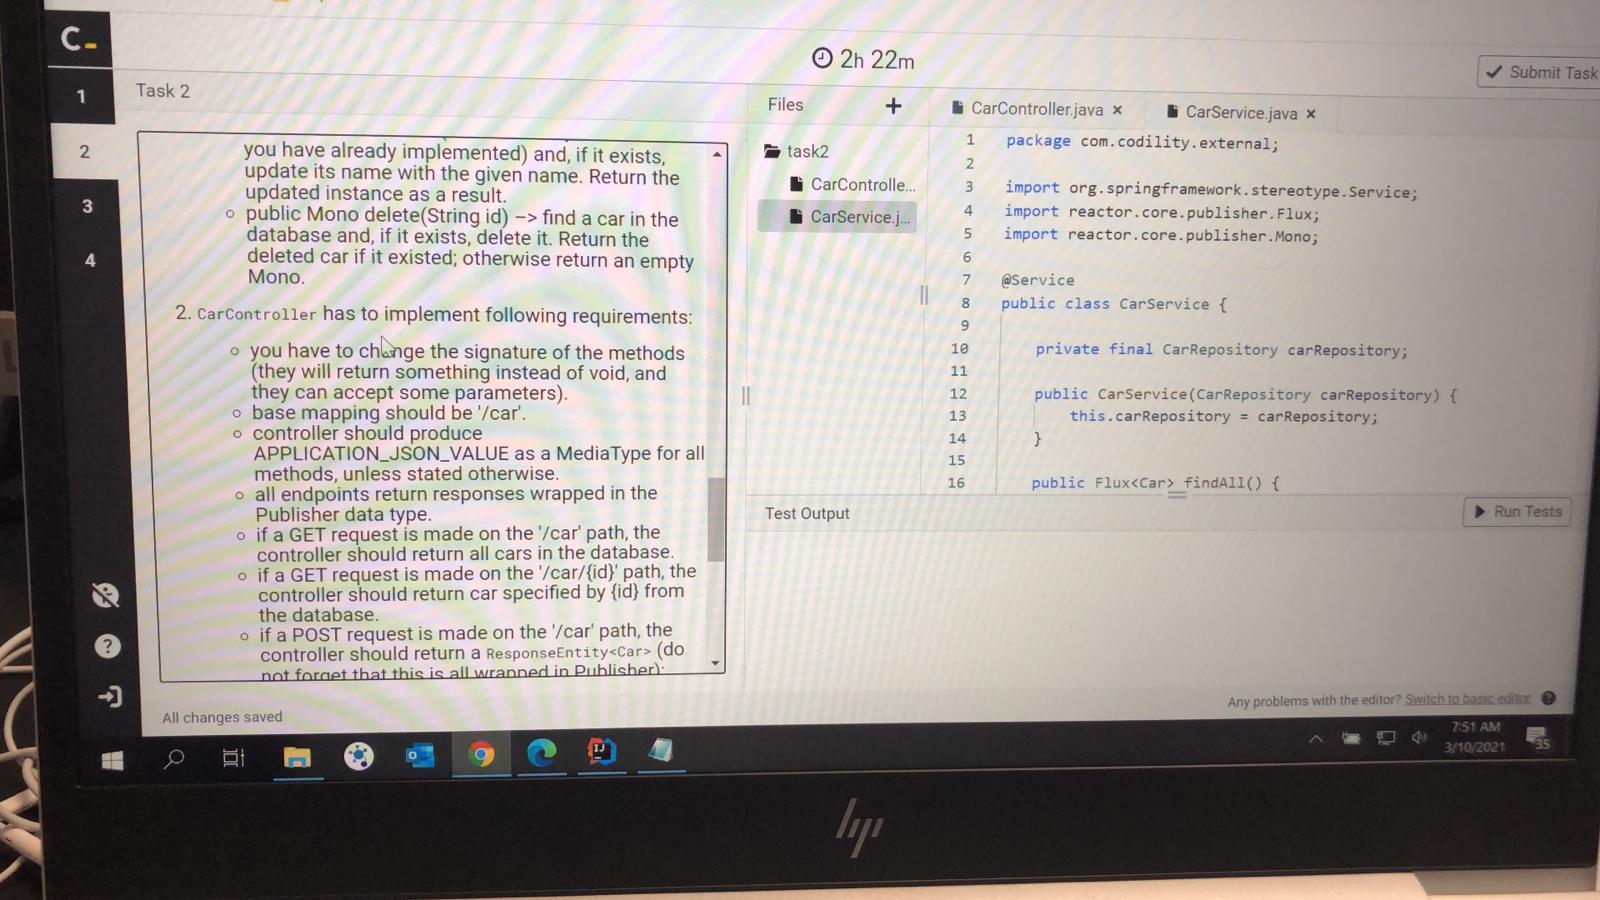 C_
2h 22m
Submit Task
1
2
3
4
Task 2
you have already implemented) and, if it exists,
update its name with the given name. Return the
updated instance as a result.
public Mono delete(String id) –> find a car in the
database and, if it exists, delete it. Return the
deleted car if it existed; otherwise return an empty
Mono.
2. CarController has to implement following requirements:
you have to change the signature of the methods
(they will return something instead of void, and
they can accept some parameters).
base mapping should be '/car'.
controller should produce
APPLICATION_JSON_VALUE as a MediaType for all
methods, unless stated otherwise.
all endpoints return responses wrapped in the
Publisher data type.
if a GET request is made on the '/car' path, the
controller should return all cars in the database.
if a GET request is made on the '/car/{id}' path, the
controller should return car specified by {id} from
the database.
if a POST request is made on the '/car' path, the
controller should return a ResponseEntity<Car> (do
not forget that this is all wrapped in Publisher):
All changes saved
Files +
task2
CarControlle...
CarService.j...
CarController.java ×
CarService.java ×
1 package com.codility.external;
2
3 import org.springframework.stereotype.Service;
4 import reactor.core.publisher.Flux;
5 import reactor.core.publisher.Mono;
6
7 @Service
8 public class CarService {
9
10 private final CarRepository carRepository;
11
12 public CarService(CarRepository carRepository) {
13 this.carRepository = carRepository;
14 }
15
16 public Flux<Car> findAll() {
Test Output
Run Tests
Any problems with the editor? Switch to basic editor ?
7:51 AM
3/10/2021
35
hp